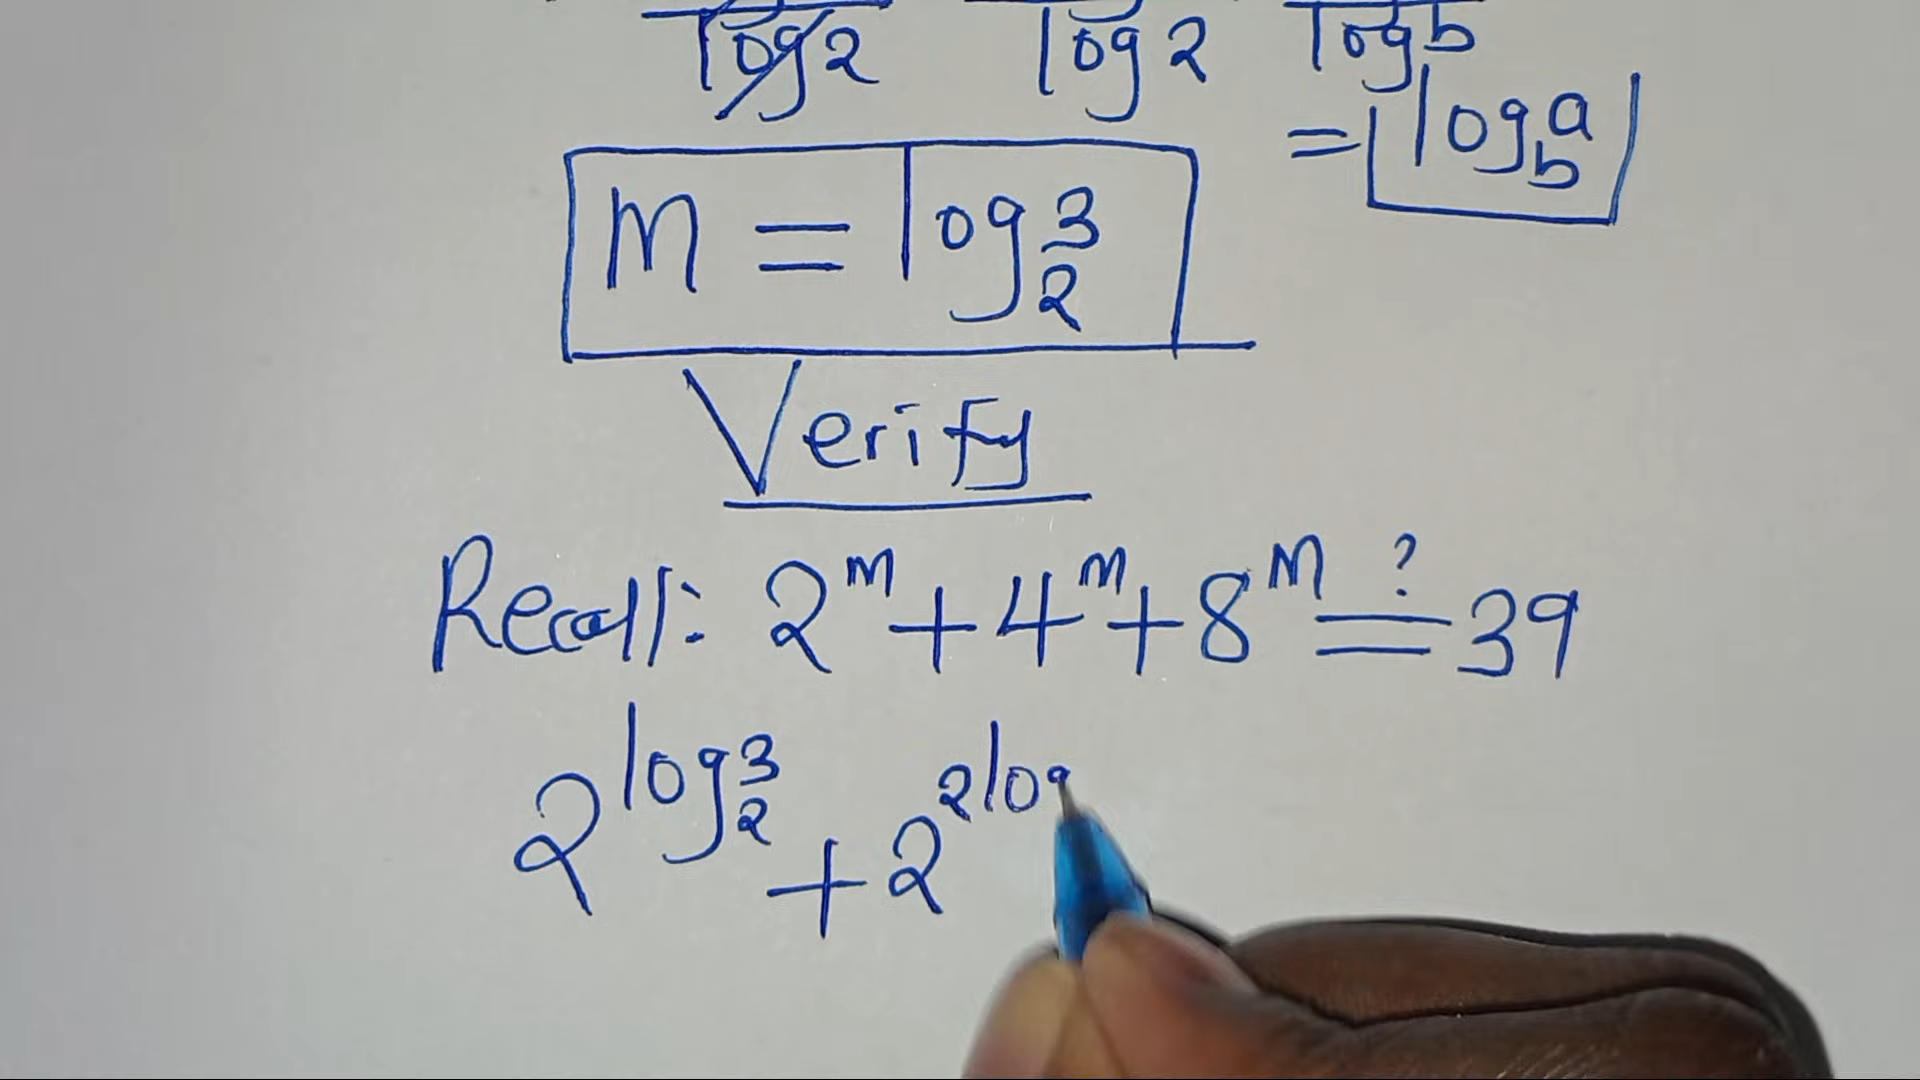 log2 log2 logb
= log_b a
m = log_2 3
Verify
Recall: 2^m + 4^m + 8^m ?= 39
2^(log_2 3) + 2^(2log